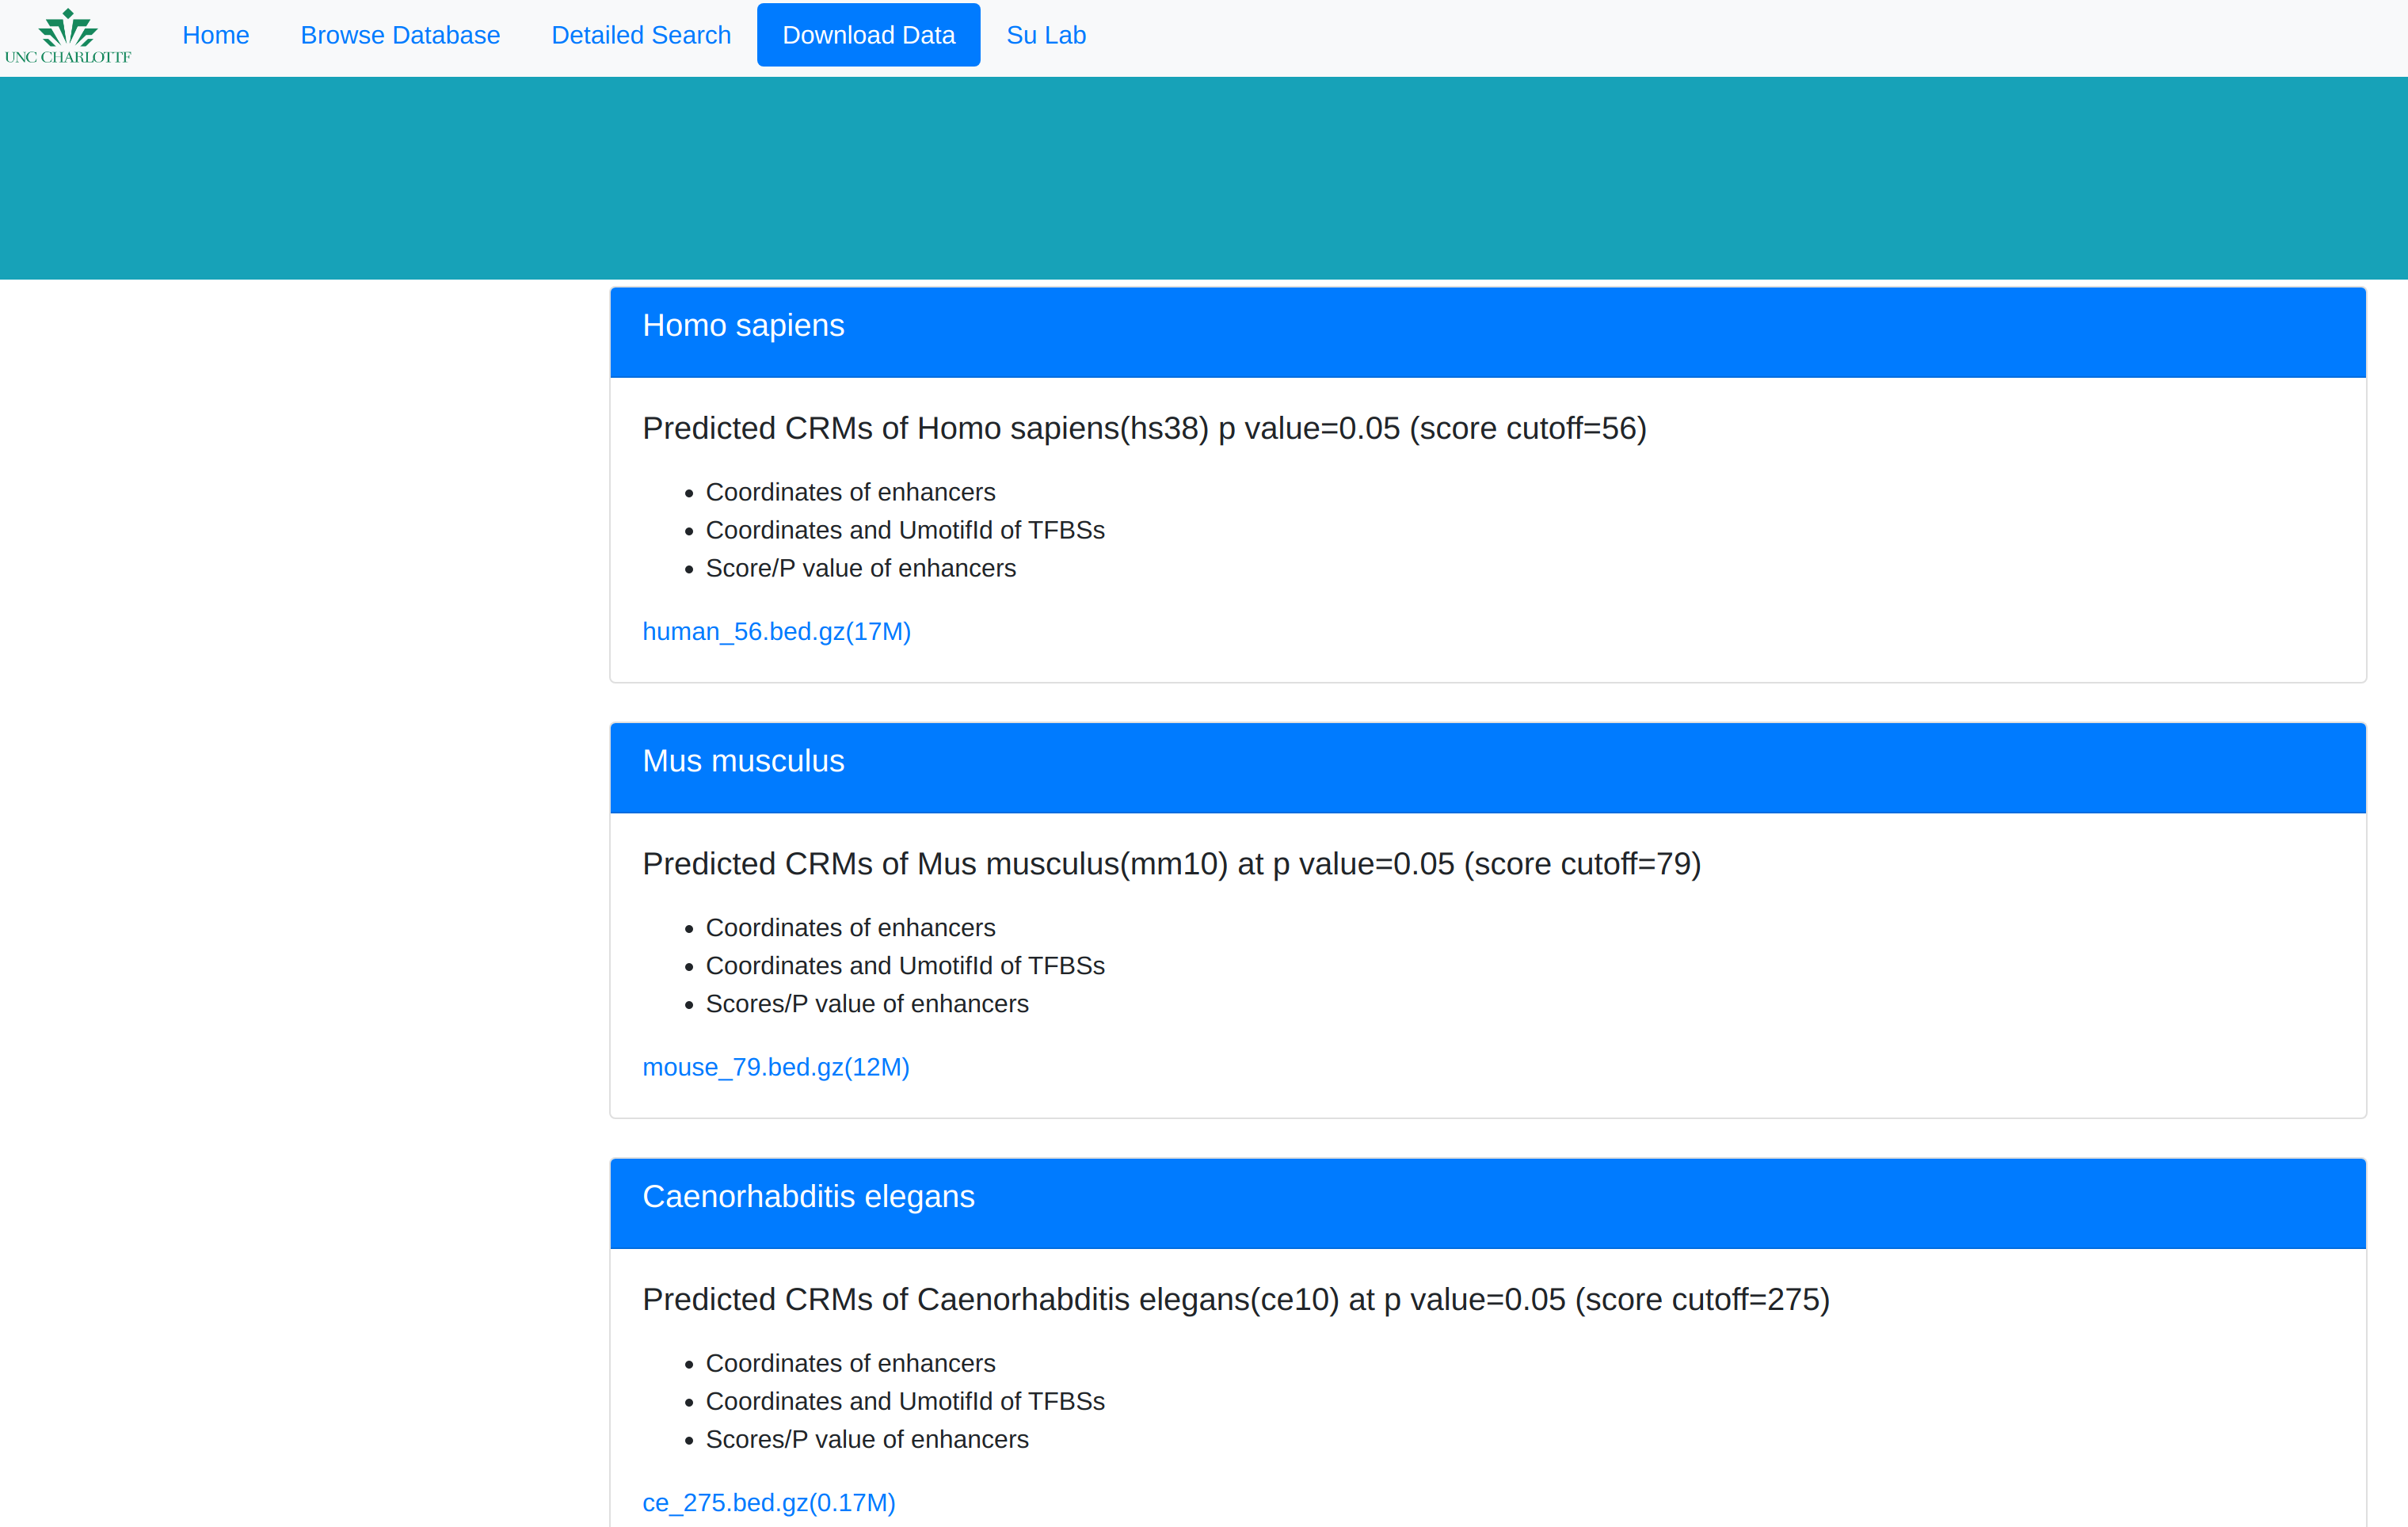 UNC CHARLOTTE
Home Browse Database Detailed Search Download Data Su Lab
Homo sapiens
Predicted CRMs of Homo sapiens(hs38) p value=0.05 (score cutoff=56)
Coordinates of enhancers
Coordinates and UmotifId of TFBSs
Score/P value of enhancers
human_56.bed.gz(17M)
Mus musculus
Predicted CRMs of Mus musculus(mm10) at p value=0.05 (score cutoff=79)
Coordinates of enhancers
Coordinates and UmotifId of TFBSs
Scores/P value of enhancers
mouse_79.bed.gz(12M)
Caenorhabditis elegans
Predicted CRMs of Caenorhabditis elegans(ce10) at p value=0.05 (score cutoff=275)
Coordinates of enhancers
Coordinates and UmotifId of TFBSs
Scores/P value of enhancers
ce_275.bed.gz(0.17M)